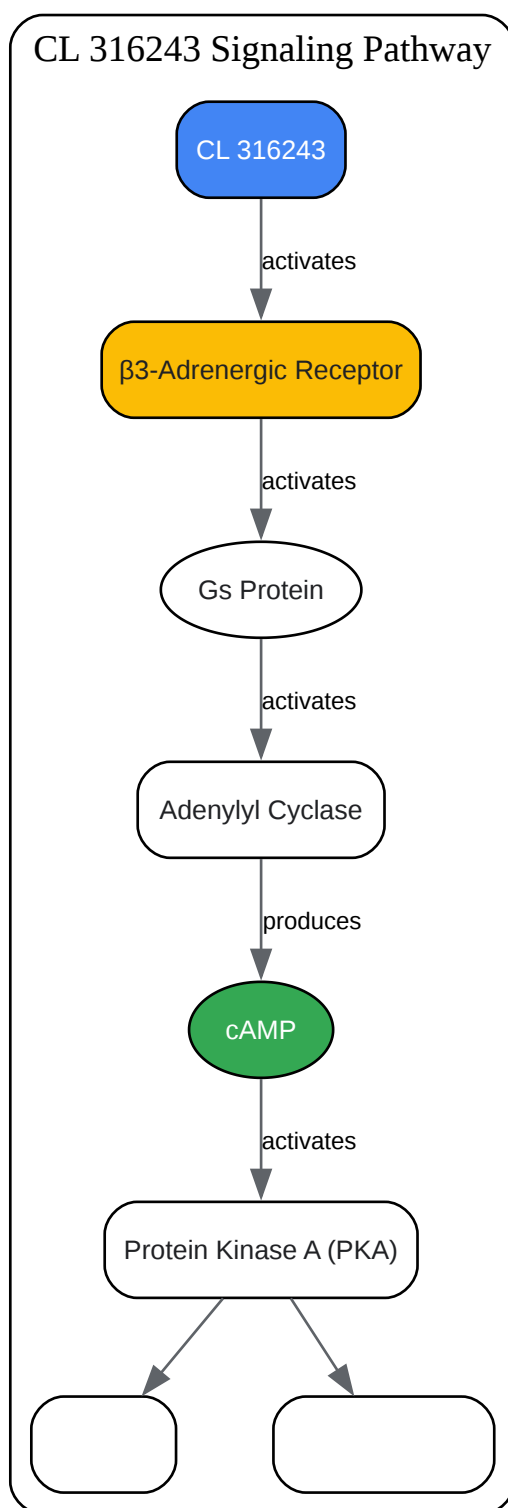 CL 316243 Signaling Pathway
CL 316243
activates
β3-Adrenergic Receptor
activates
Gs Protein
activates
Adenylyl Cyclase
produces
cAMP
activates
Protein Kinase A (PKA)